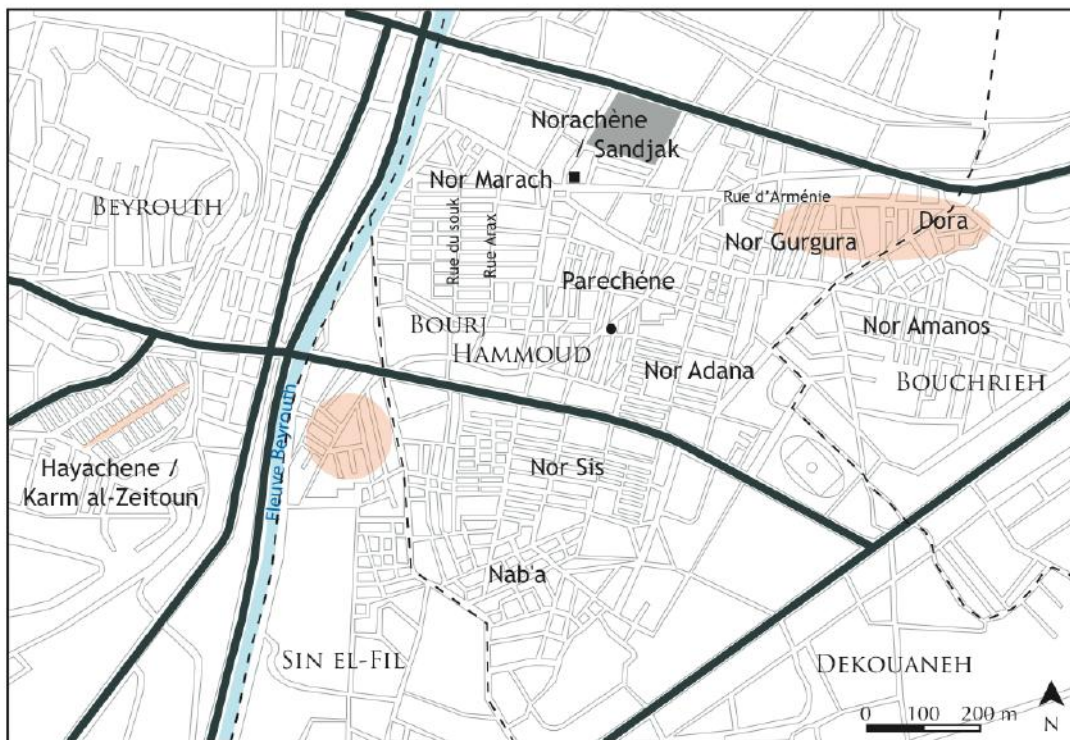 Norachène
/ Sandjak
Nor Marach
BEYROUTH
Rue d'Arménie
Dora
Nor Gurgura
Rue du souk
Rue Arax
Parechène
BOURJ
HAMMOUD
Nor Amanos
Nor Adana
BOUCHRIEH
Fleuve Beyrouth
Hayachene /
Karm al-Zeitoun
Nor Sis
Nab'a
SIN EL-FIL
DEKOUANEH
0 100 200 m
N